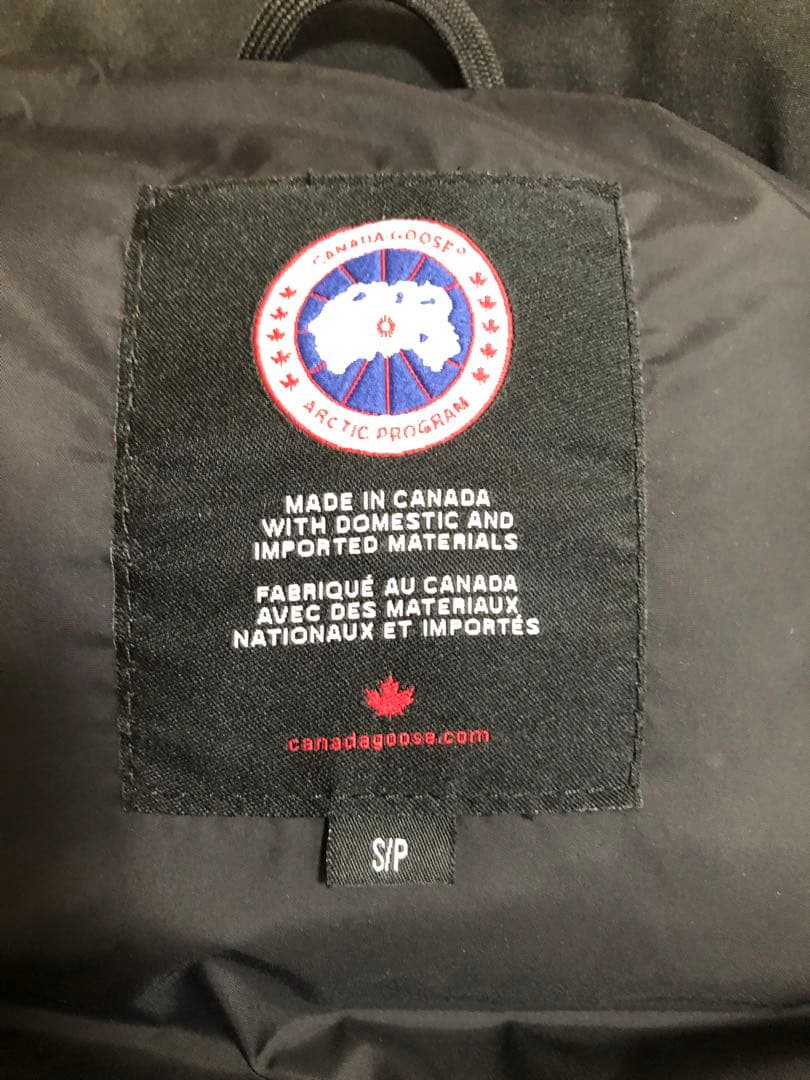 CANADA GOOSE®
ARCTIC PROGRAM
MADE IN CANADA
WITH DOMESTIC AND
IMPORTED MATERIALS
FABRIQUÉ AU CANADA
AVEC DES MATERIAUX
NATIONAUX ET IMPORTÉS
canadagoose.com
S/P